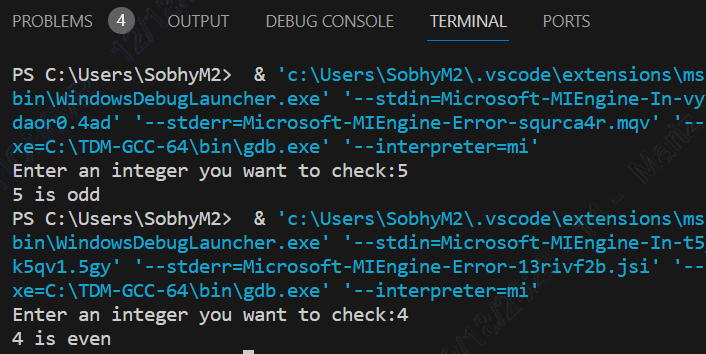 PROBLEMS 4 OUTPUT DEBUG CONSOLE TERMINAL PORTS
PS C:\Users\SobhyM2>  & 'c:\Users\SobhyM2\.vscode\extensions\ms
bin\WindowsDebugLauncher.exe' '--stdin=Microsoft-MIEngine-In-vy
daor0.4ad' '--stderr=Microsoft-MIEngine-Error-squrca4r.mqv' '--
xe=C:\TDM-GCC-64\bin\gdb.exe' '--interpreter=mi'
Enter an integer you want to check:5
5 is odd
PS C:\Users\SobhyM2>  & 'c:\Users\SobhyM2\.vscode\extensions\ms
bin\WindowsDebugLauncher.exe' '--stdin=Microsoft-MIEngine-In-t5
k5qv1.5gy' '--stderr=Microsoft-MIEngine-Error-13rivf2b.jsi' '--
xe=C:\TDM-GCC-64\bin\gdb.exe' '--interpreter=mi'
Enter an integer you want to check:4
4 is even